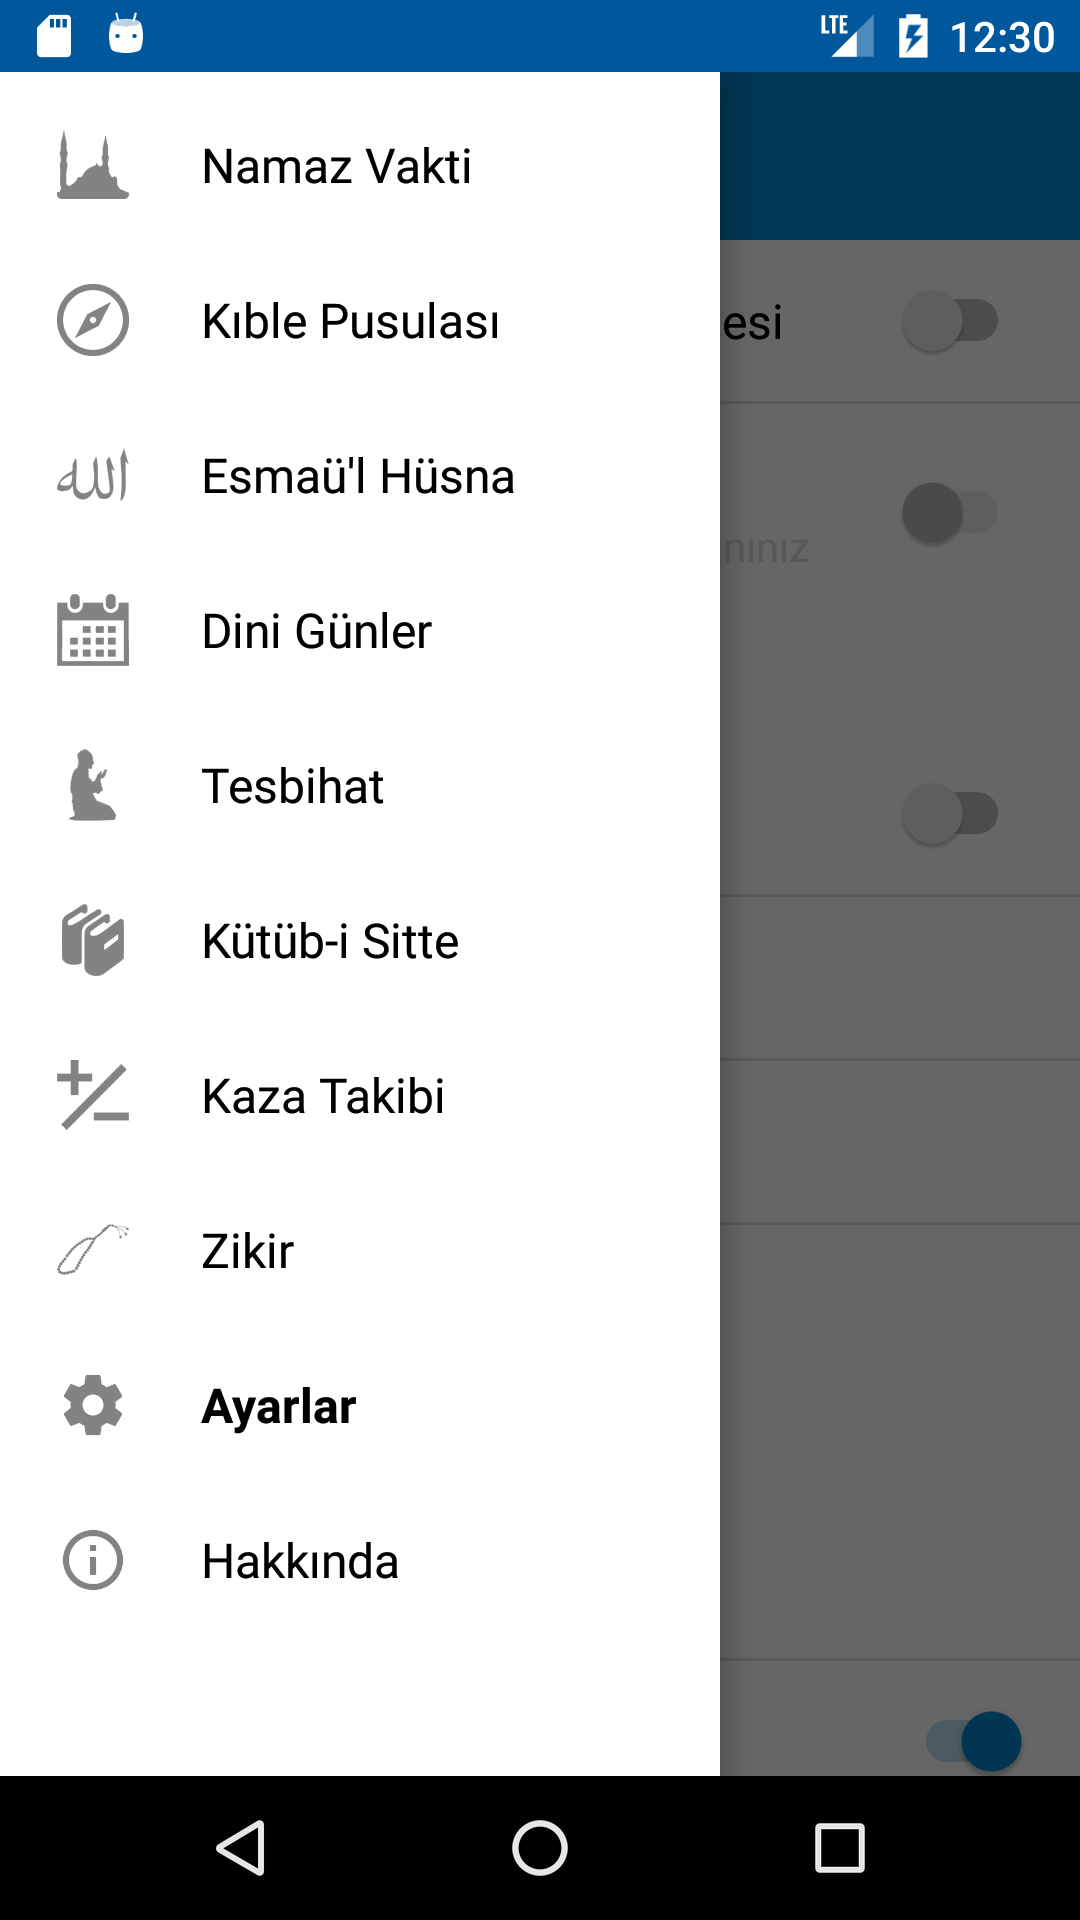 LTE 12:30
Namaz Vakti
Kıble Pusulası
esi
Esmaü'l Hüsna
nınız
Dini Günler
Tesbihat
Kütüb-i Sitte
Kaza Takibi
Zikir
Ayarlar
Hakkında